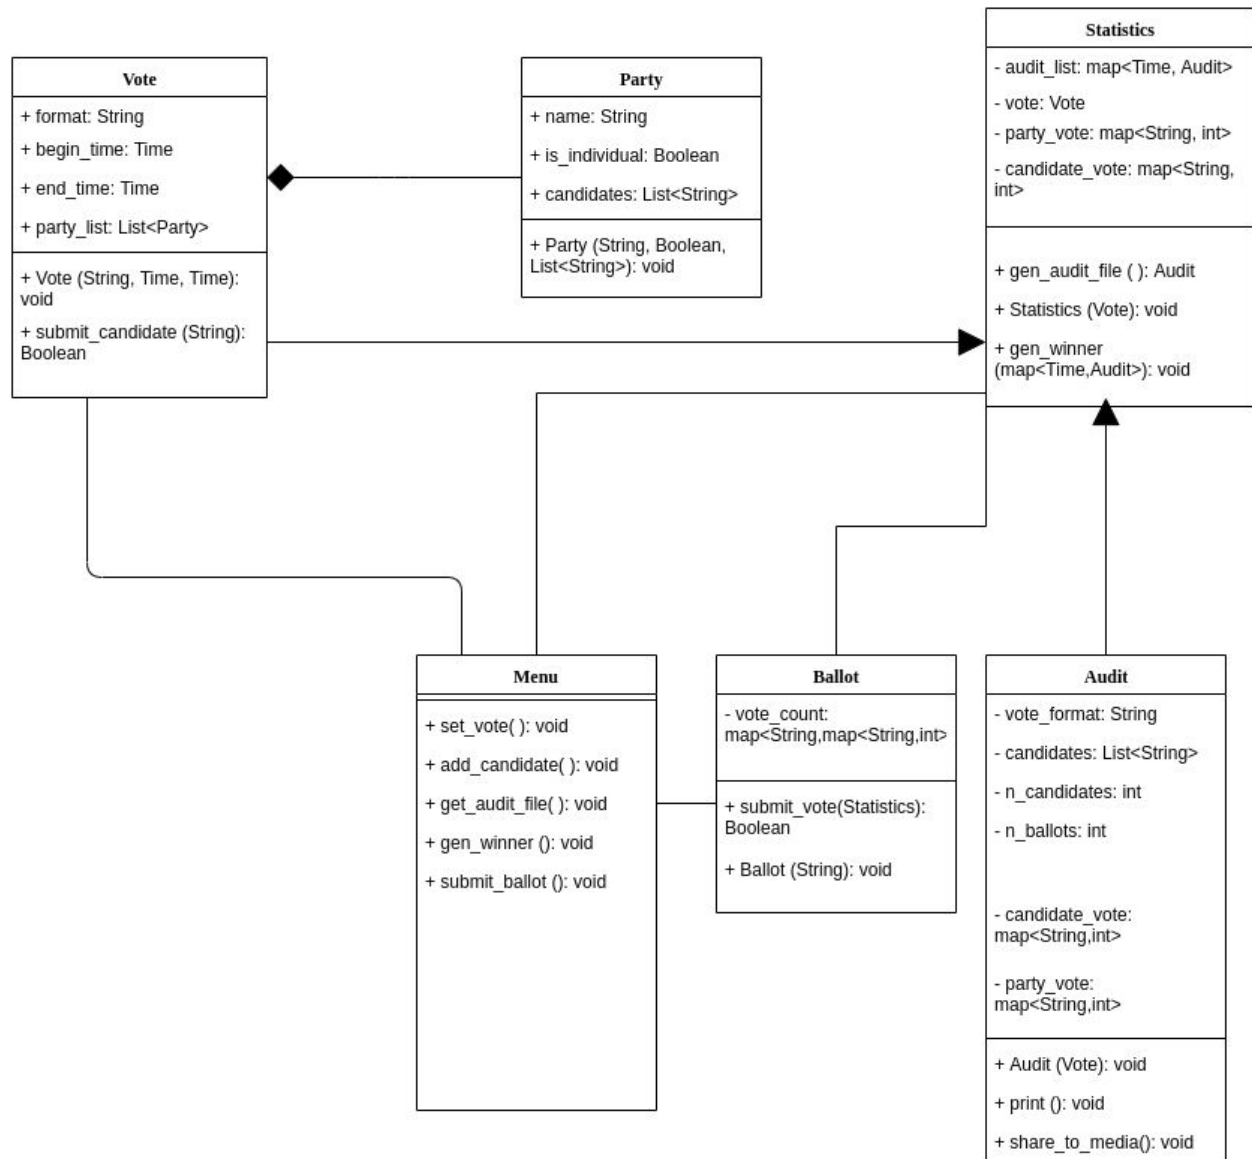 Vote
+ format: String
+ begin_time: Time
+ end_time: Time
+ party_list: List<Party>
+ Vote (String, Time, Time):
void
+ submit_candidate (String):
Boolean
Party
+ name: String
+ is_individual: Boolean
+ candidates: List<String>
+ Party (String, Boolean,
List<String>): void
Statistics
- audit_list: map<Time, Audit>
- vote: Vote
- party_vote: map<String, int>
- candidate_vote: map<String,
int>
+ gen_audit_file ( ): Audit
+ Statistics (Vote): void
+ gen_winner
(map<Time,Audit>): void
Menu
+ set_vote( ): void
+ add_candidate( ): void
+ get_audit_file( ): void
+ gen_winner (): void
+ submit_ballot (): void
Ballot
- vote_count:
map<String,map<String,int>
+ submit_vote(Statistics):
Boolean
+ Ballot (String): void
Audit
- vote_format: String
- candidates: List<String>
- n_candidates: int
- n_ballots: int
- candidate_vote:
map<String,int>
- party_vote:
map<String,int>
+ Audit (Vote): void
+ print (): void
+ share_to_media(): void